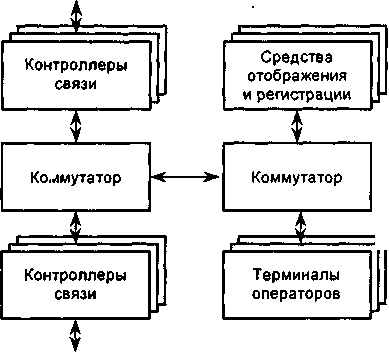 Контроллеры
связи
Средства
отображения
и регистрации
Коммутатор
Коммутатор
Контроллеры
связи
Терминалы
операторов